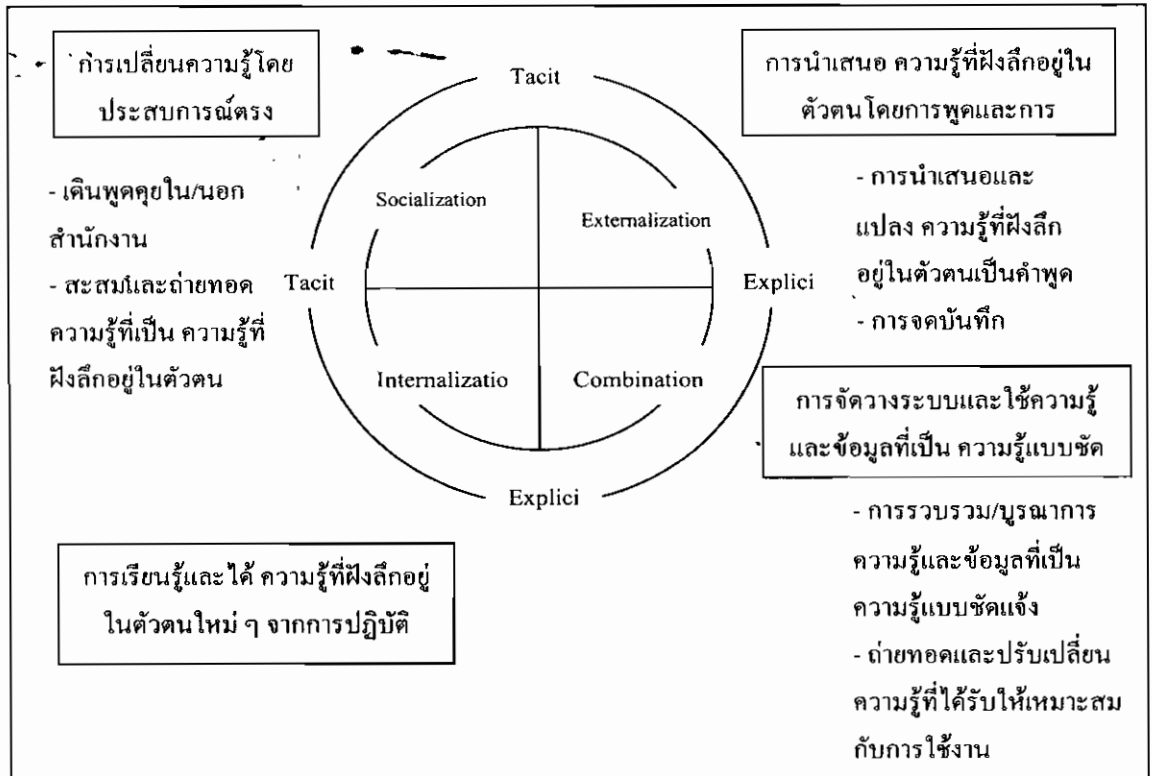 การเปลี่ยนความรู้โดย
ประสบการณ์ตรง
- เดินพูดคุยใน/นอก
สำนักงาน
- สะสมและถ่ายทอด
ความรู้ที่เป็น ความรู้ที่
ฝังลึกอยู่ในตัวตน
Tacit
Socialization
Externalization
Tacit
Explici
Internalizatio
Combination
Explici
การนำเสนอ ความรู้ที่ฝังลึกอยู่ใน
ตัวตนโดยการพูดและการ
- การนำเสนอและ
แปลง ความรู้ที่ฝังลึก
อยู่ในตัวตนเป็นคำพูด
- การจดบันทึก
การจัดวางระบบและใช้ความรู้
และข้อมูลที่เป็น ความรู้แบบชัด
- การรวบรวม/บูรณาการ
ความรู้และข้อมูลที่เป็น
ความรู้แบบชัดแจ้ง
- ถ่ายทอดและปรับเปลี่ยน
ความรู้ที่ได้รับให้เหมาะสม
กับการใช้งาน
การเรียนรู้และได้ ความรู้ที่ฝังลึกอยู่
ในตัวตนใหม่ ๆ จากการปฏิบัติ